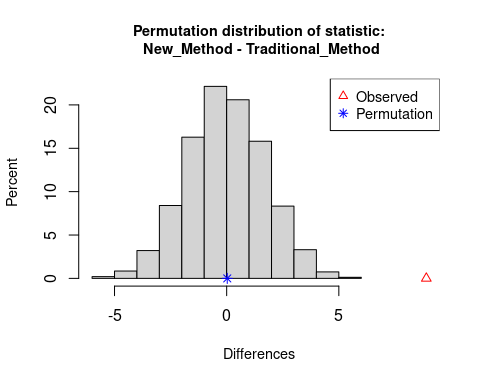 Permutation distribution of statistic:
New_Method - Traditional_Method
Observed
Permutation
Percent
20
15
10
5
0
-5 0 5
Differences